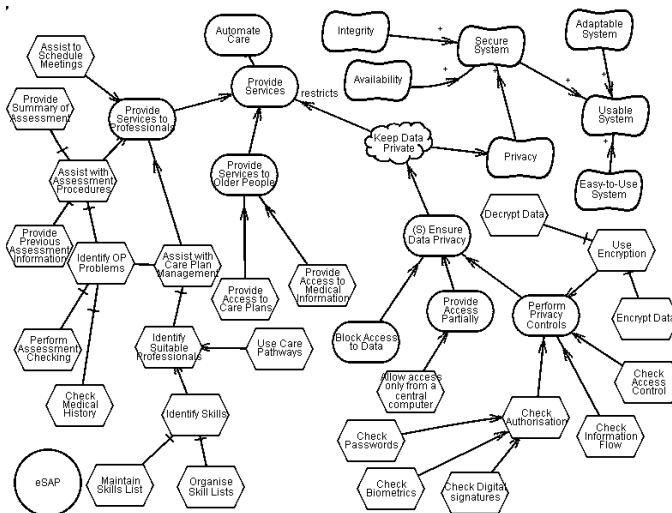 Automate
Care
Integrity
Secure
System
Adaptable
System
Assist to
Schedule
Meetings
Provide
Services
restricts
Availability
Provide
Summary of
Assessment
Provide
Services to
Professionals
Usable
System
Keep Data
Private
Privacy
Assist with
Assessment
Procedures
Provide
Services to
Older People
Easy-to-Use
System
Decrypt Data
Provide
Previous
Assessment
Information
Identify OP
Problems
Assist with
Care Plan
Management
(S) Ensure
Data Privacy
Use
Encryption
Provide
Access to
Care Plans
Provide
Access to
Medical
Information
Provide
Access
Partially
Perform
Privacy
Controls
Encrypt Data
Perform
Assessment
Checking
Identify
Suitable
Professionals
Use Care
Pathways
Block Access
to Data
Check
Medical
History
Allow access
only from a
central
computer
Check
Access
Control
Identify Skills
Check
Authorisation
Check
Passwords
Check
Information
Flow
eSAP
Maintain
Skills List
Organise
Skill Lists
Check
Biometrics
Check Digital
signatures